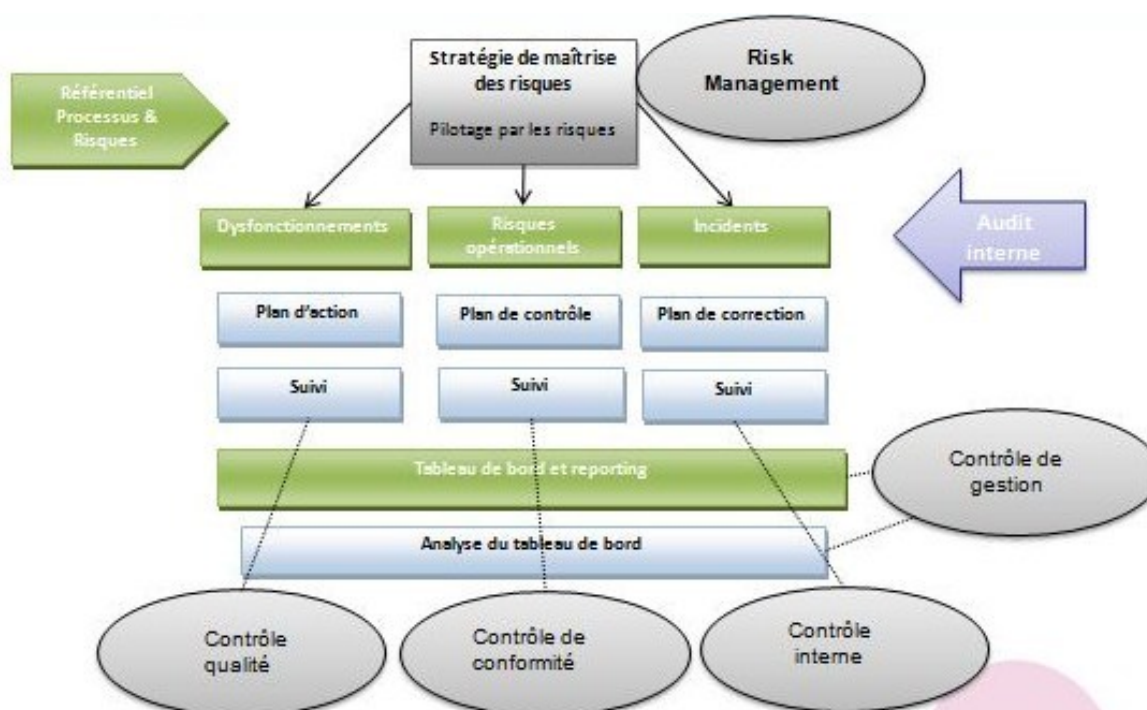 Stratégie de maîtrise
des risques
Pilotage par les risques
Risk
Management
Référentiel
Processus &
Risques
Dysfonctionnements
Risques
opérationnels
Incidents
Audit
interne
Plan d'action
Plan de contrôle
Plan de correction
Suivi
Suivi
Suivi
Tableau de bord et reporting
Contrôle de
gestion
Analyse du tableau de bord
Contrôle
qualité
Contrôle de
conformité
Contrôle
interne